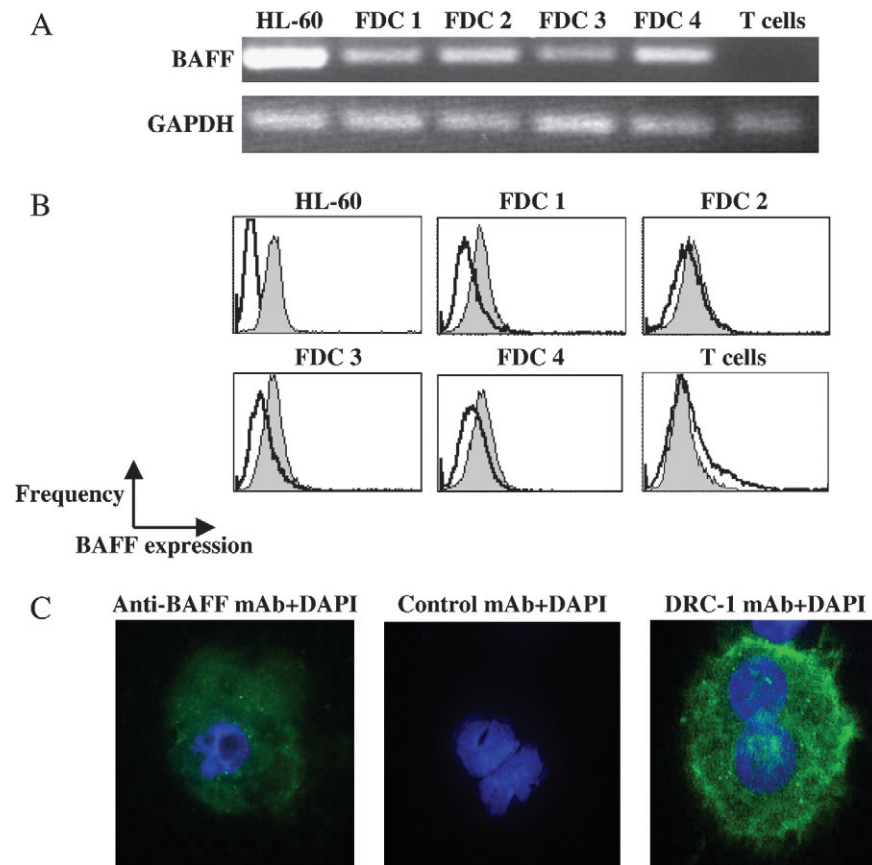 A
HL-60 FDC 1 FDC 2 FDC 3 FDC 4 T cells
BAFF
GAPDH
B
HL-60 FDC 1 FDC 2
FDC 3 FDC 4 T cells
Frequency
BAFF expression
C
Anti-BAFF mAb+DAPI Control mAb+DAPI DRC-1 mAb+DAPI